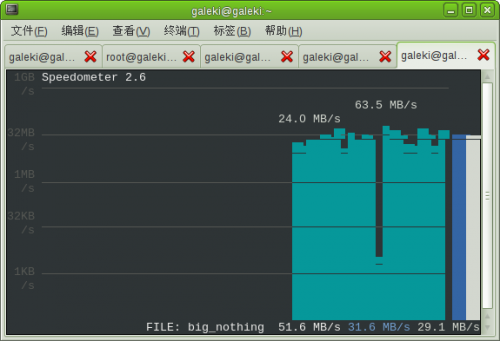 galeki@galeki: ~
文件(F) 编辑(E) 查看(V) 终端(T) 标签(B) 帮助(H)
galeki@gal... root@galeki... galeki@gal... galeki@gal... galeki@gal...
1GB Speedometer 2.6
/s
63.5 MB/s
24.0 MB/s
32MB
/s
1MB
/s
32KB
/s
1KB
/s
FILE: big_nothing 51.6 MB/s 31.6 MB/s 29.1 MB/s